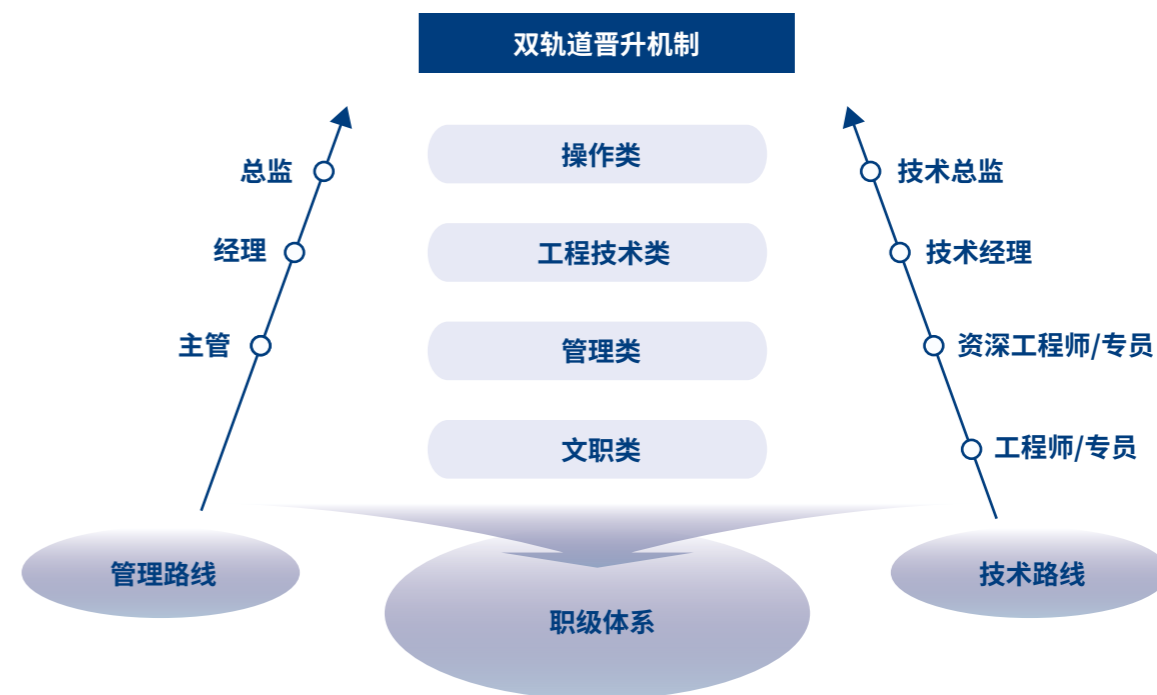 双轨道晋升机制
总监
经理
主管
管理路线
操作类
工程技术类
管理类
文职类
职级体系
技术总监
技术经理
资深工程师/专员
工程师/专员
技术路线